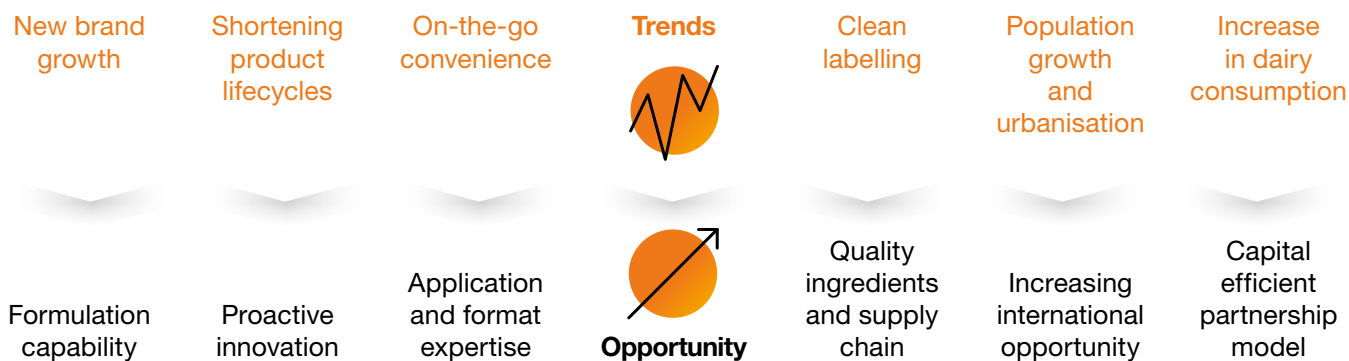 New brand
growth
Shortening
product
lifecycles
On-the-go
convenience
Trends
Clean
labelling
Population
growth
and
urbanisation
Increase
in dairy
consumption
Formulation
capability
Proactive
innovation
Application
and format
expertise
Opportunity
Quality
ingredients
and supply
chain
Increasing
international
opportunity
Capital
efficient
partnership
model